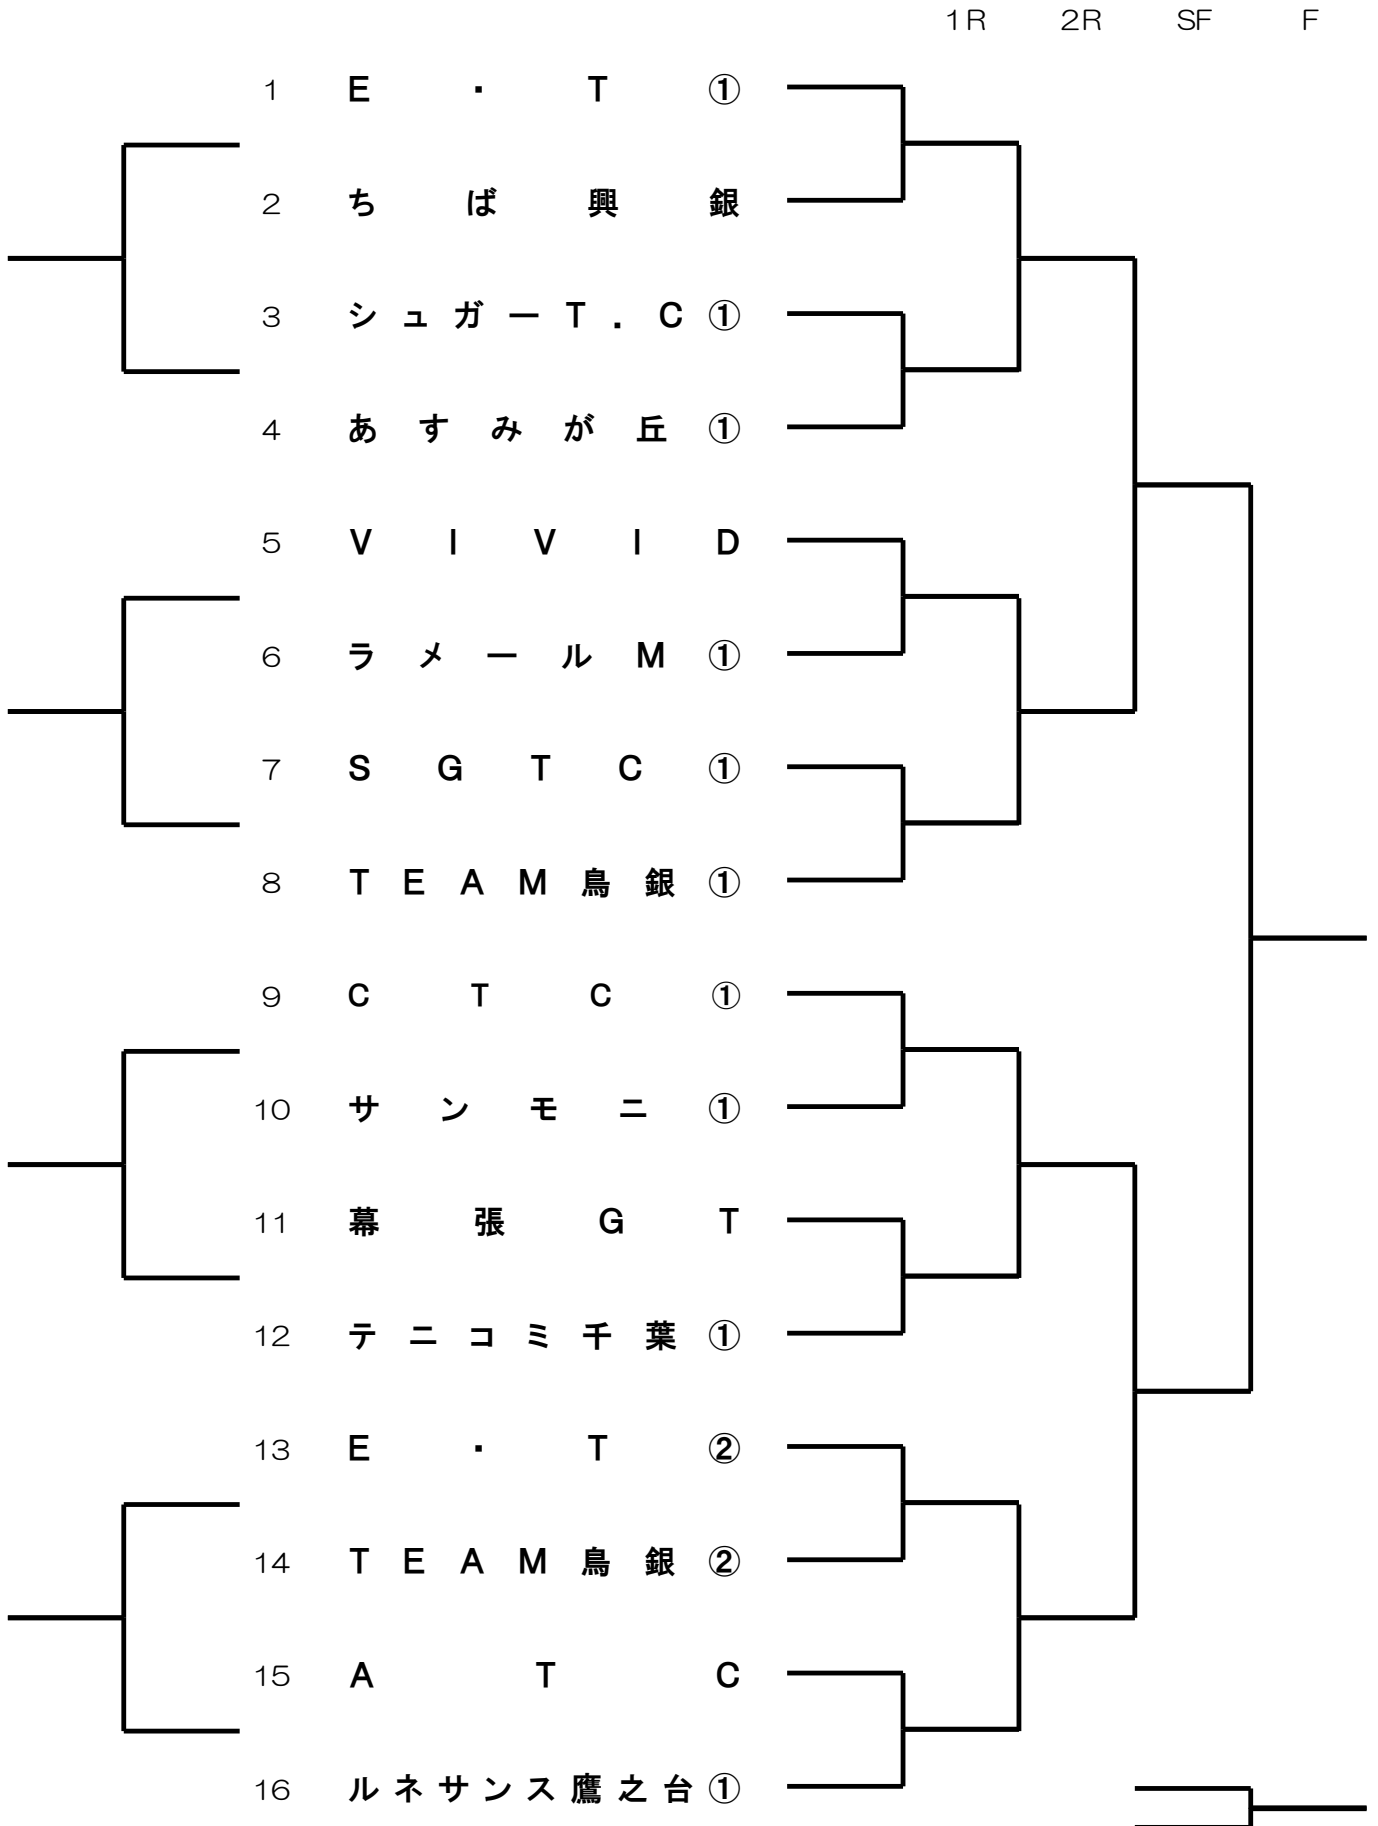 1R 2R SF F
1 E・T①
2 ちば興銀
3 シュガーT.C①
4 あすみが丘①
5 VIVID
6 ラメールM①
7 SGTC①
8 TEAM鳥銀①
9 CTC①
10 サンモニ①
11 幕張GT
12 テニコミ千葉①
13 E・T②
14 TEAM鳥銀②
15 ATC
16 ルネサンス鷹之台①